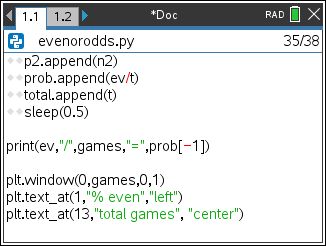 1.1 1.2 *Doc RAD
evenorodds.py 35/38
p2.append(n2)
prob.append(ev/t)
total.append(t)
sleep(0.5)
print(ev,"/",games,"=",prob[-1])
plt.window(0,games,0,1)
plt.text_at(1,"% even","left")
plt.text_at(13,"total games", "center")